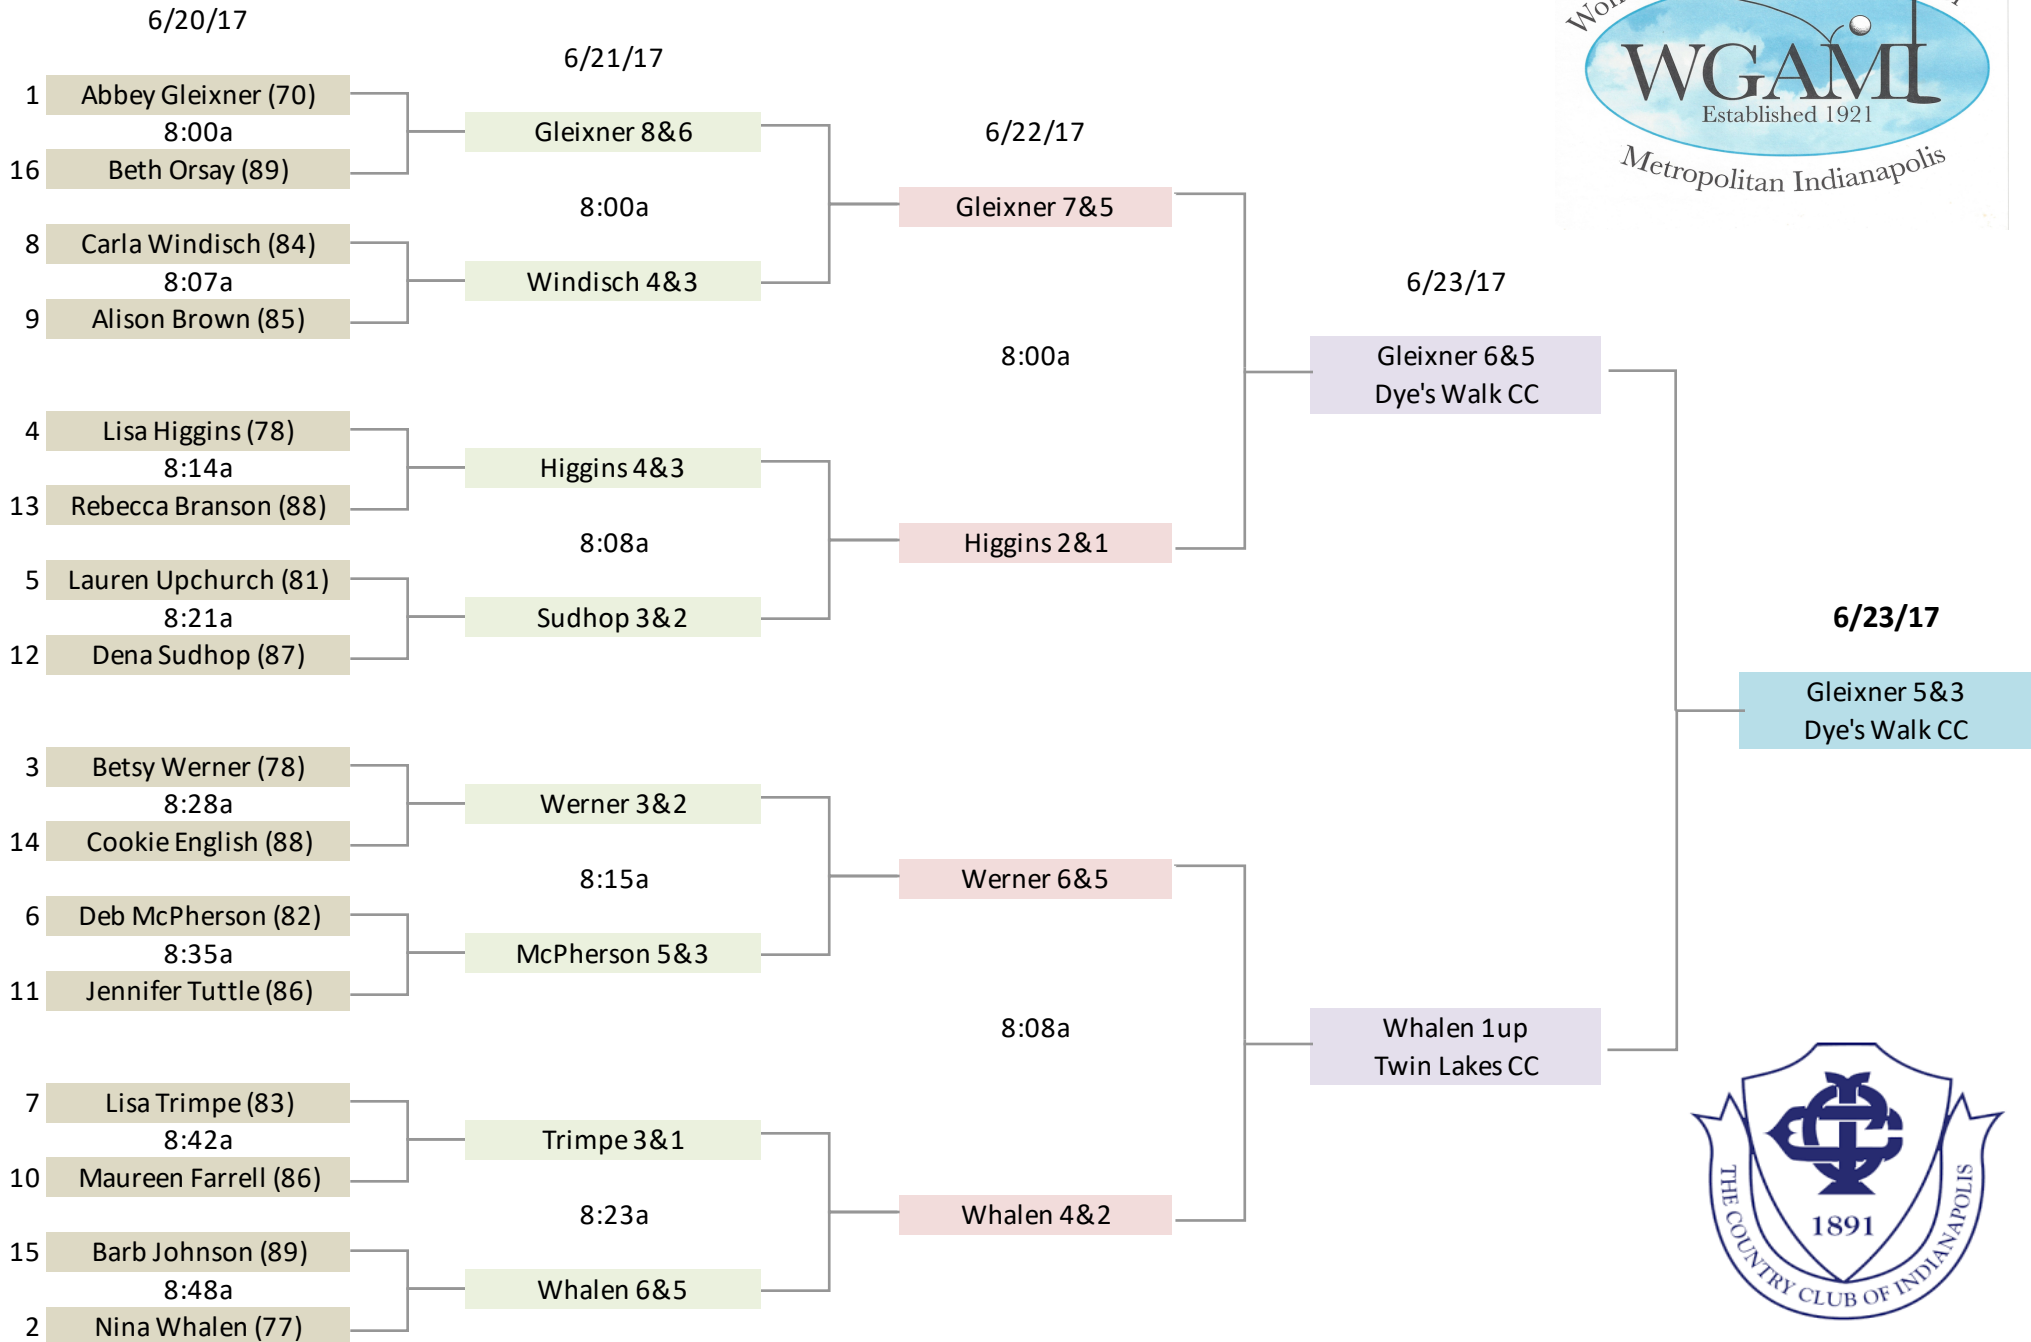 6/20/17
1 Abbey Gleixner (70)
8:00a
16 Beth Orsay (89)
8 Carla Windisch (84)
8:07a
9 Alison Brown (85)
4 Lisa Higgins (78)
8:14a
13 Rebecca Branson (88)
5 Lauren Upchurch (81)
8:21a
12 Dena Sudhop (87)
3 Betsy Werner (78)
8:28a
14 Cookie English (88)
6 Deb McPherson (82)
8:35a
11 Jennifer Tuttle (86)
7 Lisa Trimpe (83)
8:42a
10 Maureen Farrell (86)
15 Barb Johnson (89)
8:48a
2 Nina Whalen (77)
6/21/17
Gleixner 8&6
8:00a
Windisch 4&3
Higgins 4&3
8:08a
Sudhop 3&2
Werner 3&2
8:15a
McPherson 5&3
Trimpe 3&1
8:23a
Whalen 6&5
6/22/17
Gleixner 7&5
8:00a
Higgins 2&1
Werner 6&5
8:08a
Whalen 4&2
6/23/17
Gleixner 6&5
Dye's Walk CC
Whalen 1up
Twin Lakes CC
6/23/17
Gleixner 5&3
Dye's Walk CC
WGAMI
Established 1921
Metropolitan Indianapolis
1891
THE COUNTRY CLUB OF INDIANAPOLIS